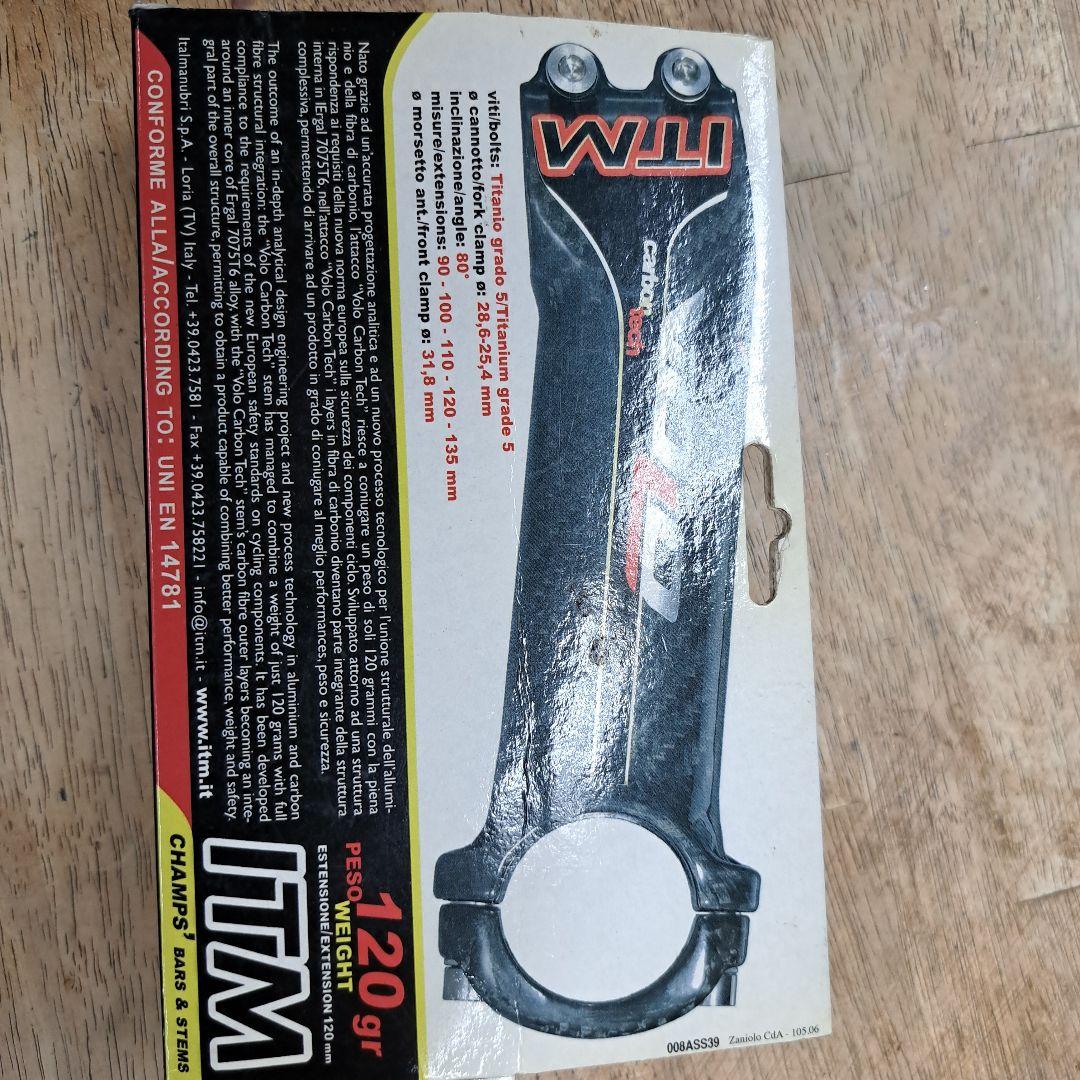 ITM
carbon tech
viti/bolts: Titanio grado 5/Titanium grade 5
ø cannotto/fork clamp ø: 28,6-25,4 mm
inclinazione/angle: 80°
misure/extensions: 90 - 100 - 110 - 120 - 135 mm
ø morsetto ant./front clamp ø: 31,8 mm
008ASS39 Zaniolo CdA - 105.06
Nato grazie ad un'accurata progettazione analitica e ad un nuovo processo tecnologico per l'unione strutturale dell'allumi-
nio e della fibra di carbonio, l'attacco "Volo Carbon Tech" riesce a coniugare un peso di soli 120 grammi con la piena
rispondenza ai requisiti della nuova norma europea sulla sicurezza dei componenti ciclo. Sviluppato attorno ad una struttura
interna in lErgal 7075T6, nell'attacco "Volo Carbon Tech" i layers in fibra di carbonio diventano parte integrante della struttura
complessiva, permettendo di arrivare ad un prodotto in grado di coniugare al meglio performances, peso e sicurezza.
The outcome of an in-depth analytical design engineering project and new process technology in aluminium and carbon
fibre structural integration: the "Volo Carbon Tech" stem has managed to combine a weight of just 120 grams with full
compliance to the requirements of the new European safety standards on cycling components. It has been developed
around an inner core of Ergal 7075T6 alloy, with the "Volo Carbon Tech" stem's carbon fibre outer layers becoming an inte-
gral part of the overall structure, permitting to obtain a product capable of combining better performance, weight and safety.
Italmanubri S.p.A. - Loria (TV) Italy - Tel. +39.0423.7581 - Fax +39.0423.758221 - info@itm.it - www.itm.it
CONFORME ALLA/ACCORDING TO: UNI EN 14781
PESO WEIGHT 120 gr
ESTENSIONE/EXTENSION 120 mm
ITM
CHAMPS' BARS & STEMS